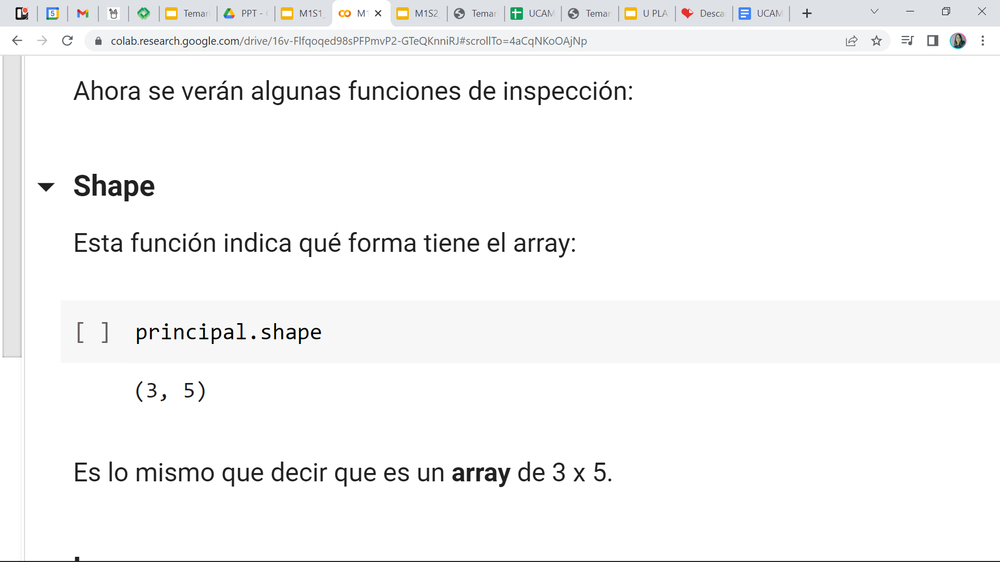 5
Temari
PPT -
M1S1_
M1
M1S2_
Temar
UCAM
Temar
U PLA
Desca
UCAM
colab.research.google.com/drive/16v-Flfqoqed98sPFPmvP2-GTeQKnniRJ#scrollTo=4aCqNKoOAjNp
Ahora se verán algunas funciones de inspección:
Shape
Esta función indica qué forma tiene el array:
[ ] principal.shape
(3, 5)
Es lo mismo que decir que es un array de 3 x 5.